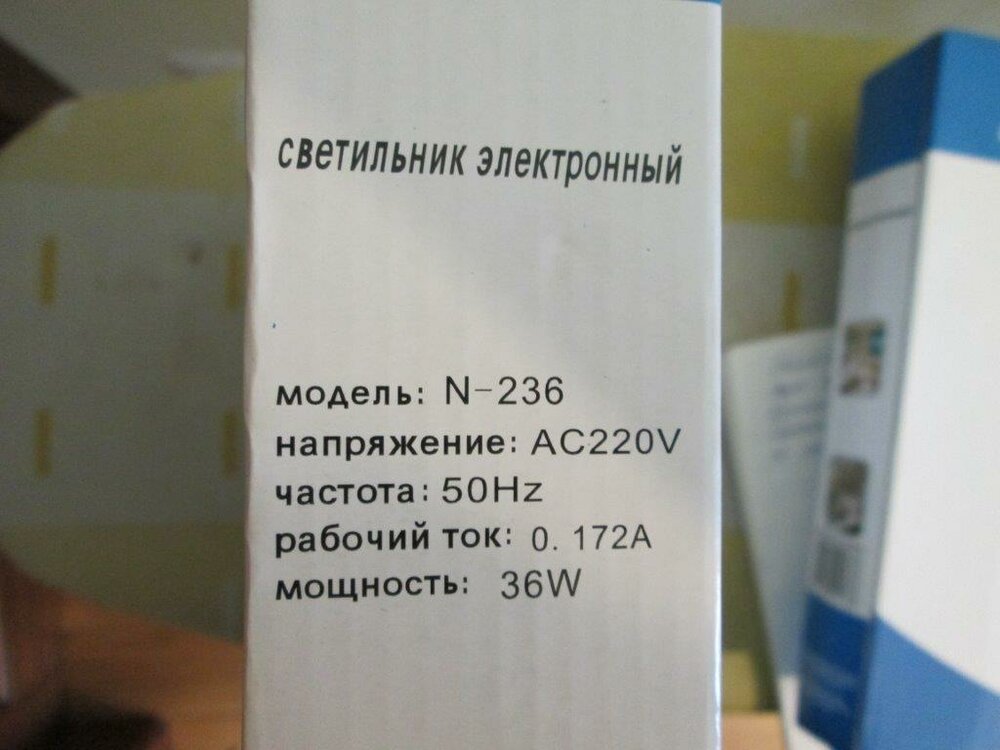 светильник электронный
модель: N-236
напряжение: AC220V
частота: 50Hz
рабочий ток: 0. 172A
мощность: 36W